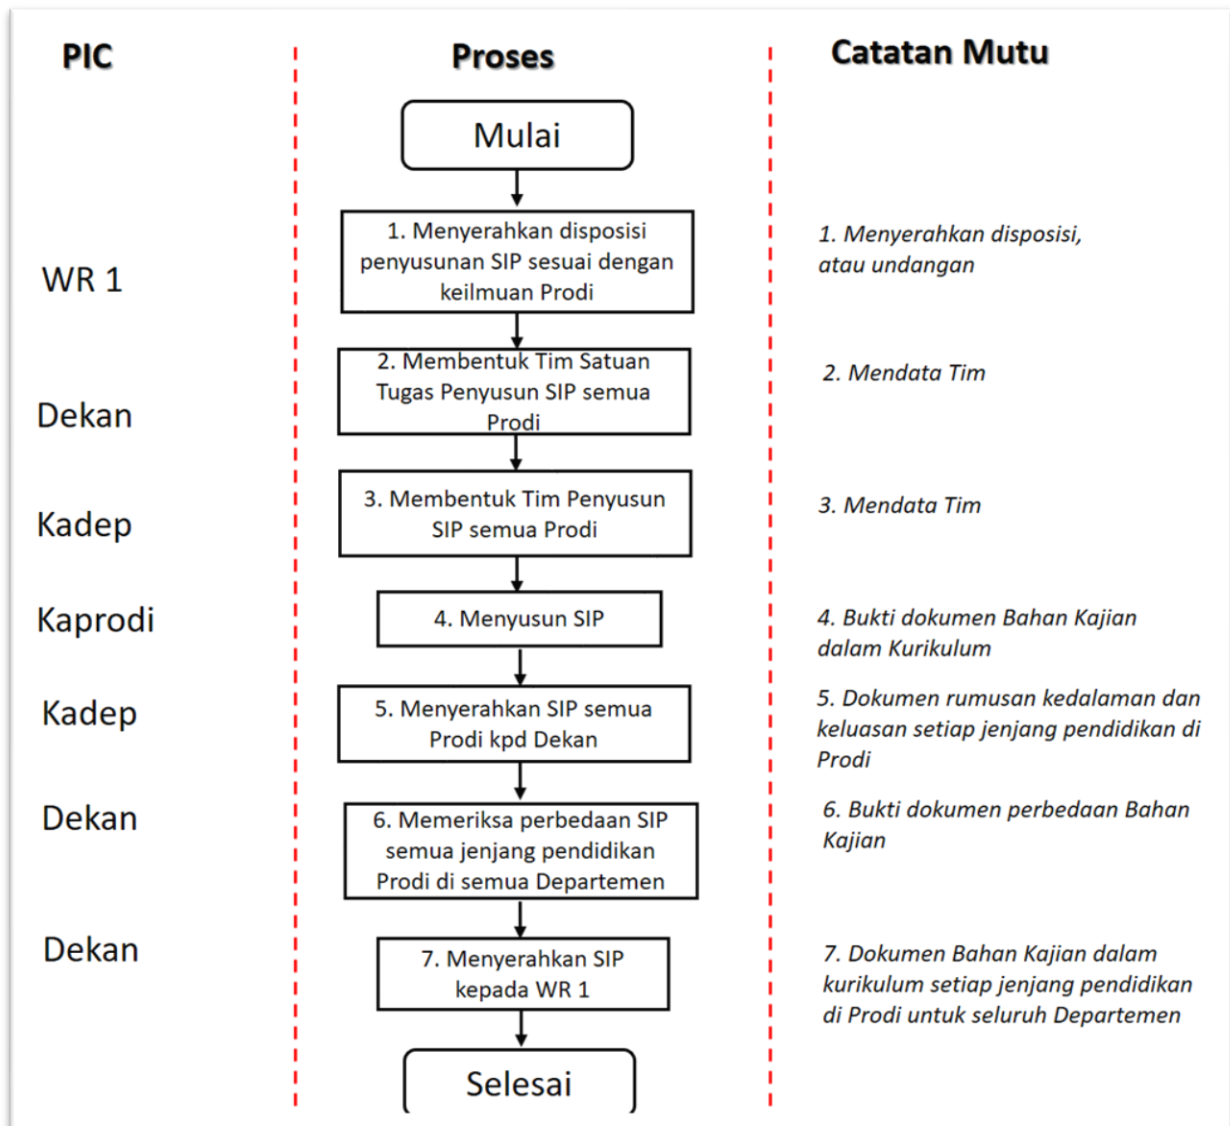 PIC
Proses
Catatan Mutu
Mulai
WR 1
1. Menyerahkan disposisi
penyusunan SIP sesuai dengan
keilmuan Prodi
1. Menyerahkan disposisi,
atau undangan
Dekan
2. Membentuk Tim Satuan
Tugas Penyusun SIP semua
Prodi
2. Mendata Tim
Kadep
3. Membentuk Tim Penyusun
SIP semua Prodi
3. Mendata Tim
Kaprodi
4. Menyusun SIP
4. Bukti dokumen Bahan Kajian
dalam Kurikulum
Kadep
5. Menyerahkan SIP semua
Prodi kpd Dekan
5. Dokumen rumusan kedalaman dan
keluasan setiap jenjang pendidikan di
Prodi
Dekan
6. Memeriksa perbedaan SIP
semua jenjang pendidikan
Prodi di semua Departemen
6. Bukti dokumen perbedaan Bahan
Kajian
Dekan
7. Menyerahkan SIP
kepada WR 1
7. Dokumen Bahan Kajian dalam
kurikulum setiap jenjang pendidikan
di Prodi untuk seluruh Departemen
Selesai